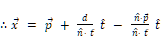 ∴ x⃗ = p⃗ + d/(n̂ · t̂) t̂ − (n̂·p⃗)/(n̂· t̂) t̂